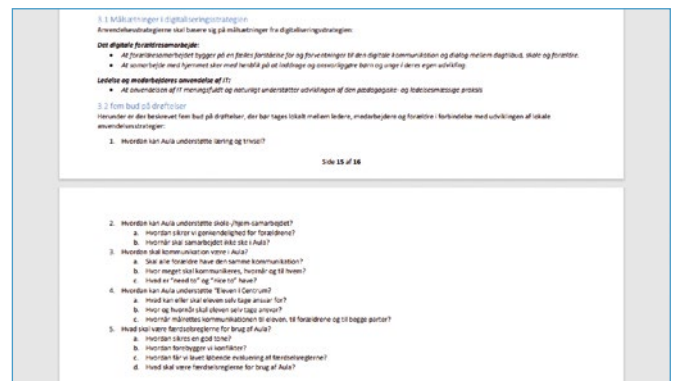 3.1 Målsætninger i digitaliseringsstrategien
Anvendelsesstrategierne skal basere sig på målsætninger fra digitaliseringsstrategien:
Det digitale forældresamarbejde:
• At forældresamarbejdet bygger på en fælles forståelse for og forventninger til den digitale kommunikation og dialog mellem dagtilbud, skole og forældre.
• At samarbejde med hjemmet sker med henblik på at inddrage og ansvarliggøre børn og unge i deres egen udvikling.
Ledelse og medarbejderes anvendelse af IT:
• At anvendelsen af IT meningsfuldt og naturligt understøtter udviklingen af den pædagogiske- og ledelsesmæssige praksis
3.2 fem bud på drøftelser
Herunder er der beskrevet fem bud på drøftelser, der bør tages lokalt mellem ledere, medarbejdere og forældre i forbindelse med udviklingen af lokale
anvendelsesstrategier:
1. Hvordan kan Aula understøtte læring og trivsel?
Side 15 af 16
2. Hvordan kan Aula understøtte skole-/hjem-samarbejdet?
a. Hvordan sikrer vi genkendelighed for forældrene?
b. Hvornår skal samarbejdet ikke ske i Aula?
3. Hvordan skal kommunikation være i Aula?
a. Skal alle forældre have den samme kommunikation?
b. Hvor meget skal kommunikeres, hvornår og til hvem?
c. Hvad er "need to" og "nice to" have?
4. Hvordan kan Aula understøtte "Eleven i Centrum?
a. Hvad kan eller skal eleven selv tage ansvar for?
b. Hvor og hvornår skal eleven selv tage ansvar?
c. Hvornår målrettes kommunikationen til eleven, til forældrene og til begge parter?
5. Hvad skal være færdselsreglerne for brug af Aula?
a. Hvordan sikres en god tone?
b. Hvordan forebygger vi konflikter?
c. Hvordan får vi lavet løbende evaluering af færdselsreglerne?
d. Hvad skal være færdselsreglerne for brug af Aula?